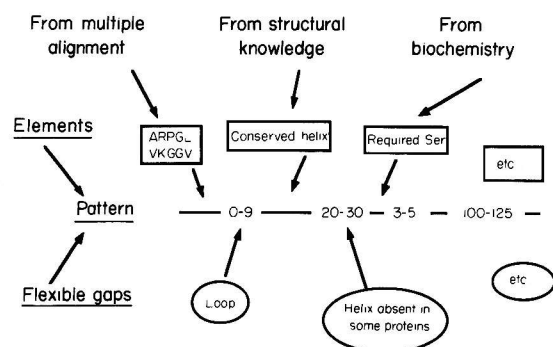 From multiple
alignment
From structural
knowledge
From
biochemistry
Elements
ARPGL
VKGGV
Conserved helix
Required Ser
etc
Pattern
— 0-9 — 20-30 — 3-5 — 100-125 —
Flexible gaps
Loop
Helix absent in
some proteins
etc